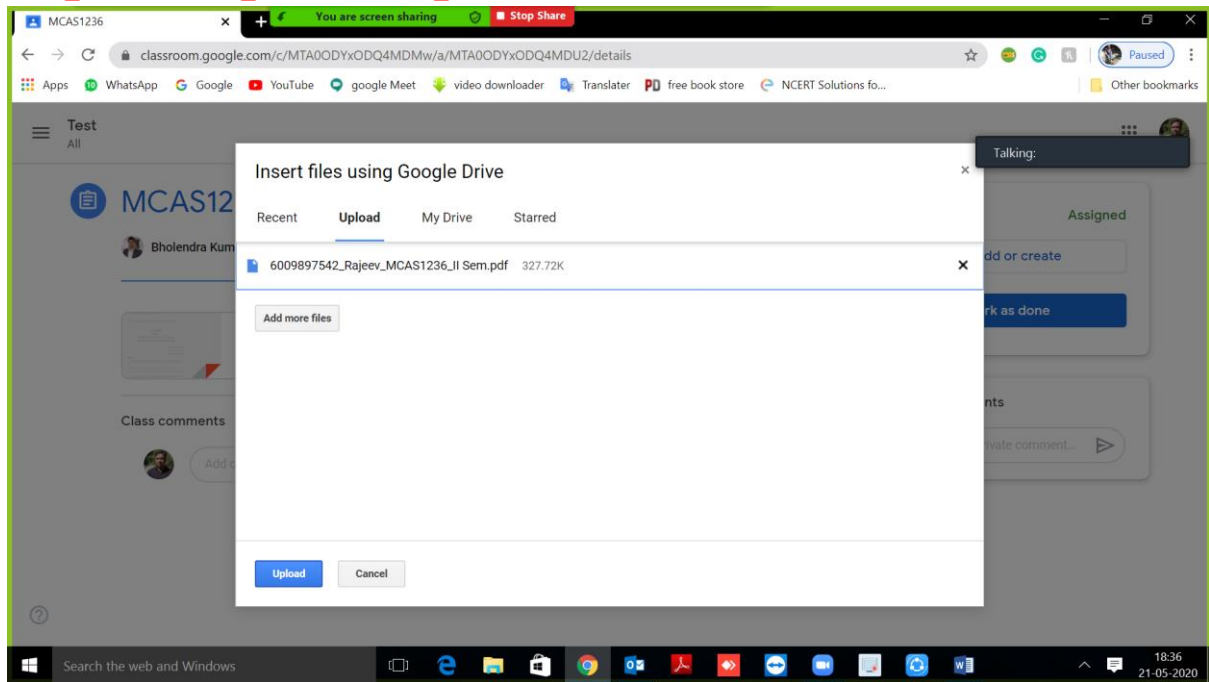 MCAS1236
You are screen sharing
Stop Share
classroom.google.com/c/MTA0ODYxODQ4MDMw/a/MTA0ODYxODQ4MDU2/details
Paused
Apps WhatsApp Google YouTube google Meet video downloader Translater PD free book store NCERT Solutions fo... Other bookmarks
Test
All
Talking:
Insert files using Google Drive
MCAS12
Recent Upload My Drive Starred
Assigned
Bholendra Kum
6009897542_Rajeev_MCAS1236_II Sem.pdf 327.72K
dd or create
Add more files
rk as done
nts
Class comments
rivate comment...
Add c
Upload Cancel
Search the web and Windows
18:36
21-05-2020